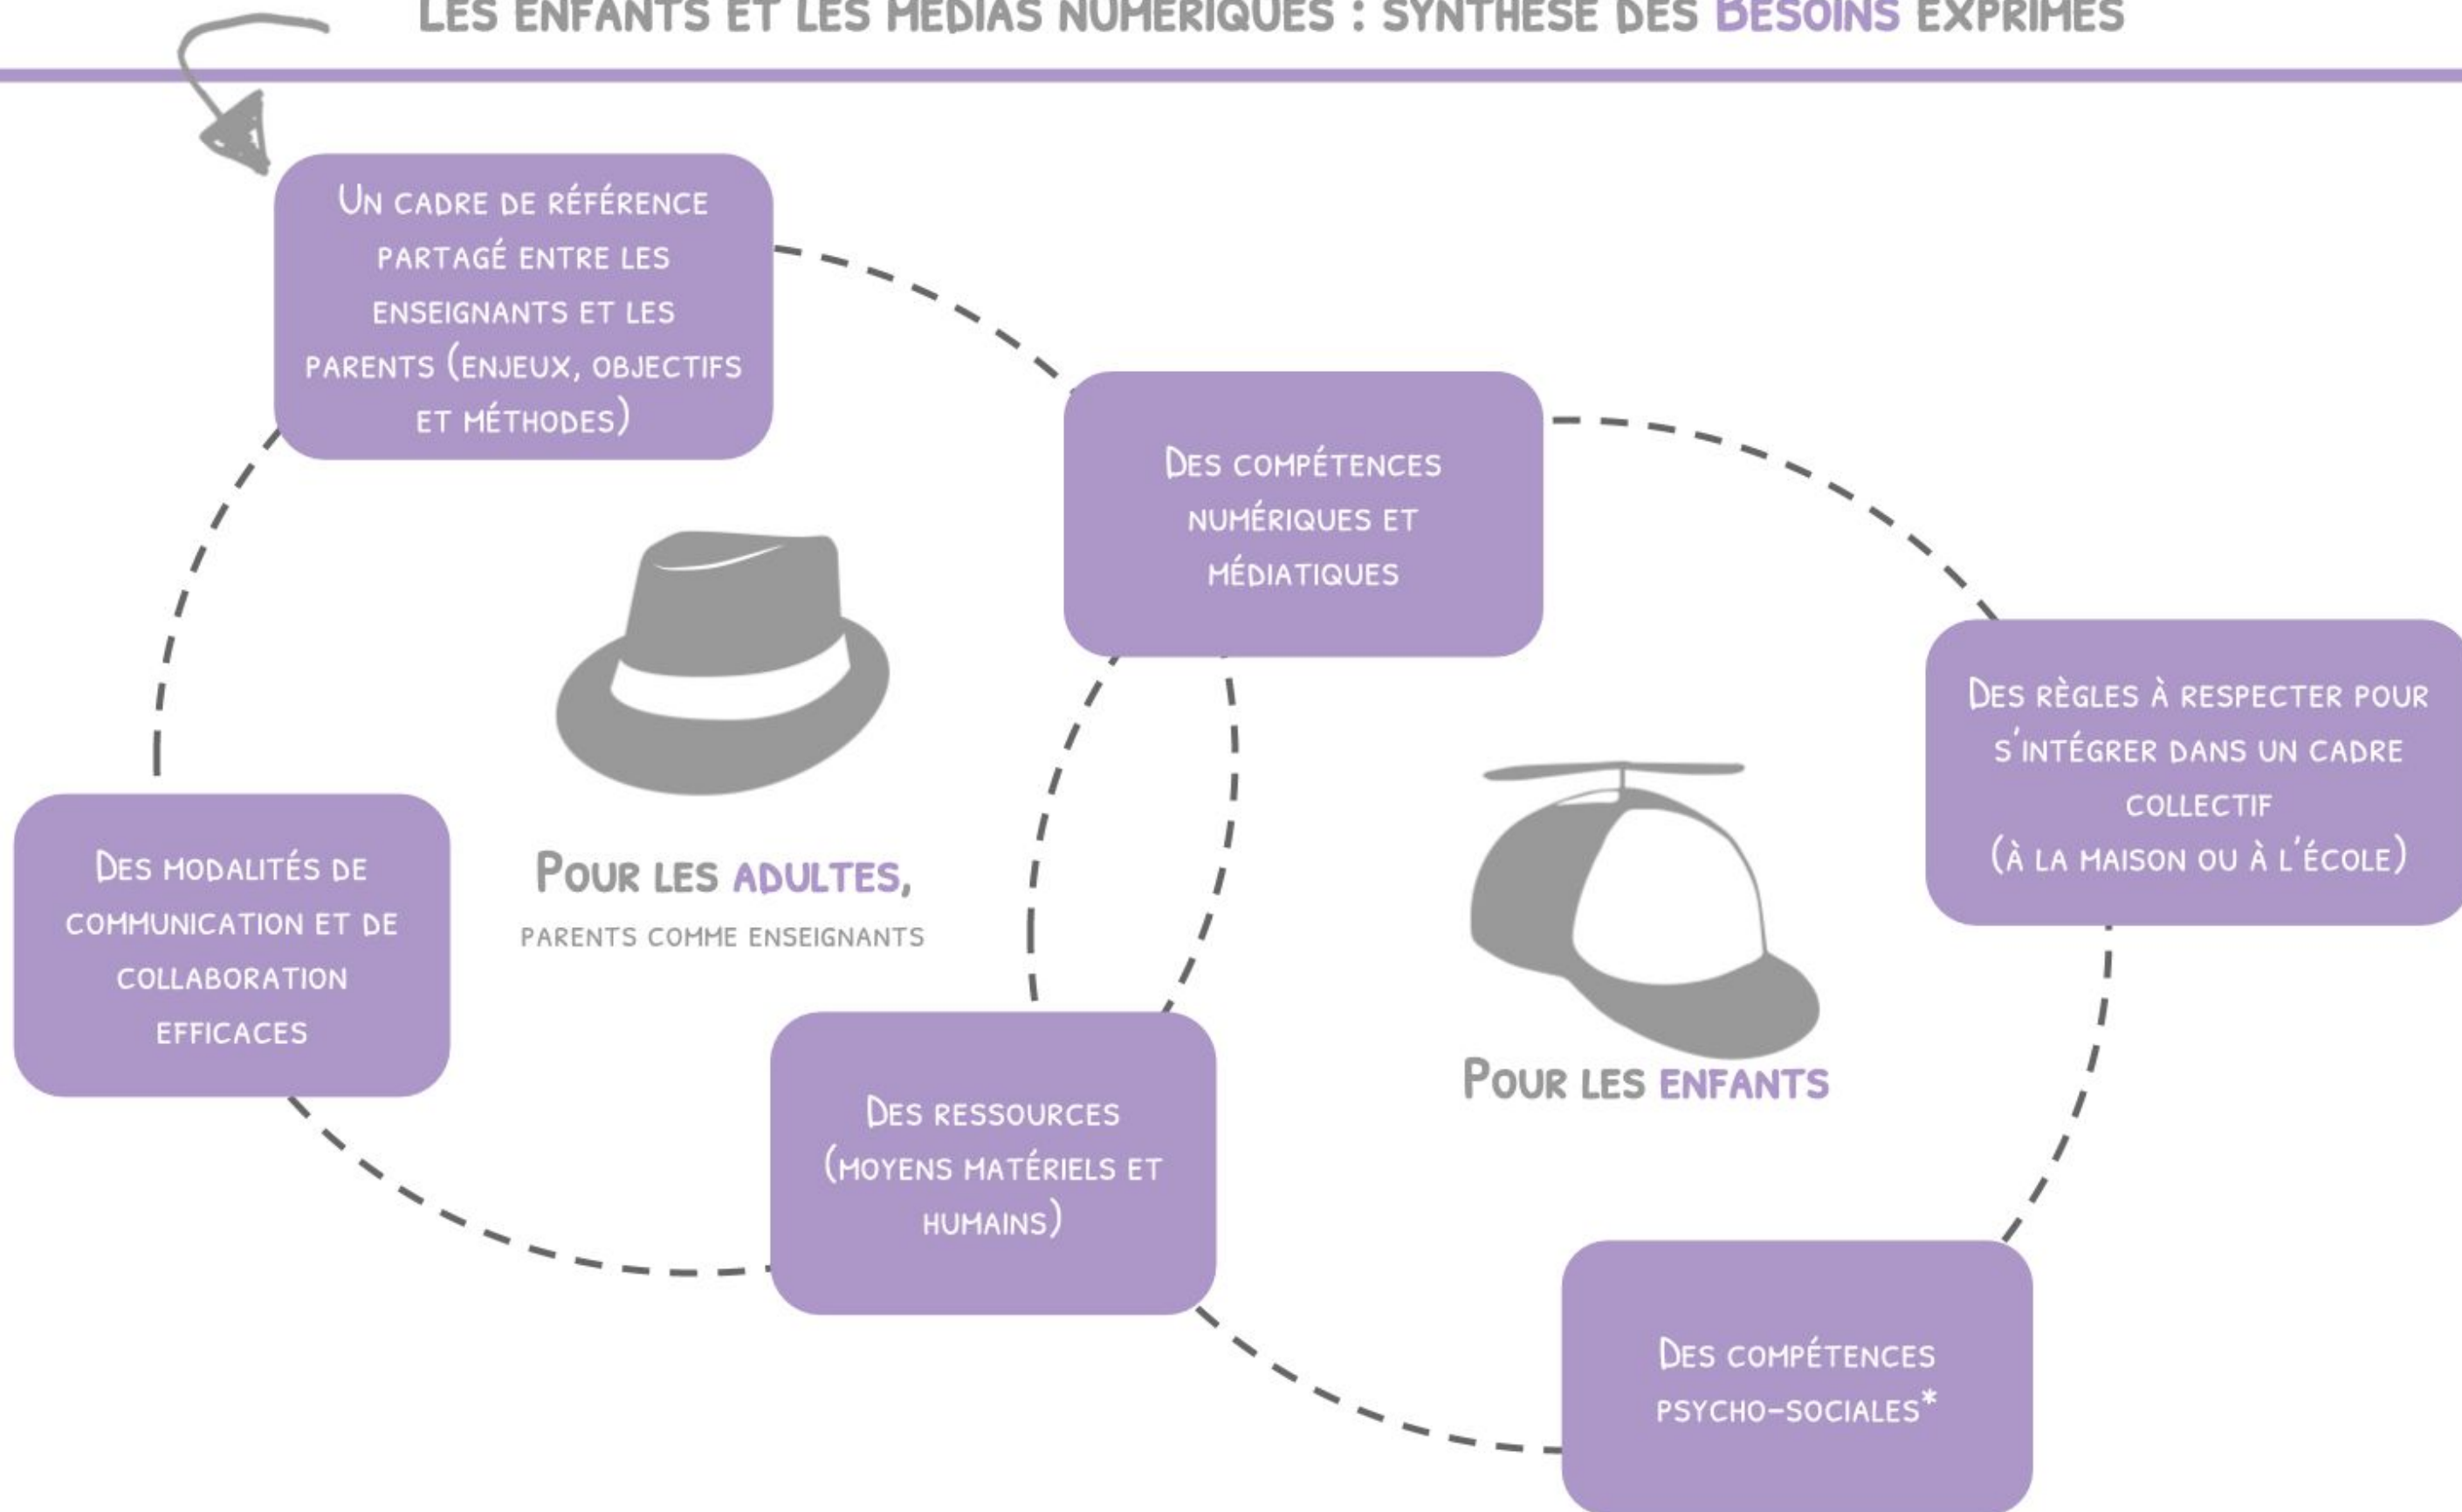 LES ENFANTS ET LES MÉDIAS NUMÉRIQUES : SYNTHÈSE DES BESOINS EXPRIMÉS
UN CADRE DE RÉFÉRENCE
PARTAGÉ ENTRE LES
ENSEIGNANTS ET LES
PARENTS (ENJEUX, OBJECTIFS
ET MÉTHODES)
DES COMPÉTENCES
NUMÉRIQUES ET
MÉDIATIQUES
DES RÈGLES À RESPECTER POUR
S'INTÉGRER DANS UN CADRE
COLLECTIF
(À LA MAISON OU À L'ÉCOLE)
POUR LES ADULTES,
PARENTS COMME ENSEIGNANTS
DES MODALITÉS DE
COMMUNICATION ET DE
COLLABORATION
EFFICACES
POUR LES ENFANTS
DES RESSOURCES
(MOYENS MATÉRIELS ET
HUMAINS)
DES COMPÉTENCES
PSYCHO-SOCIALES*